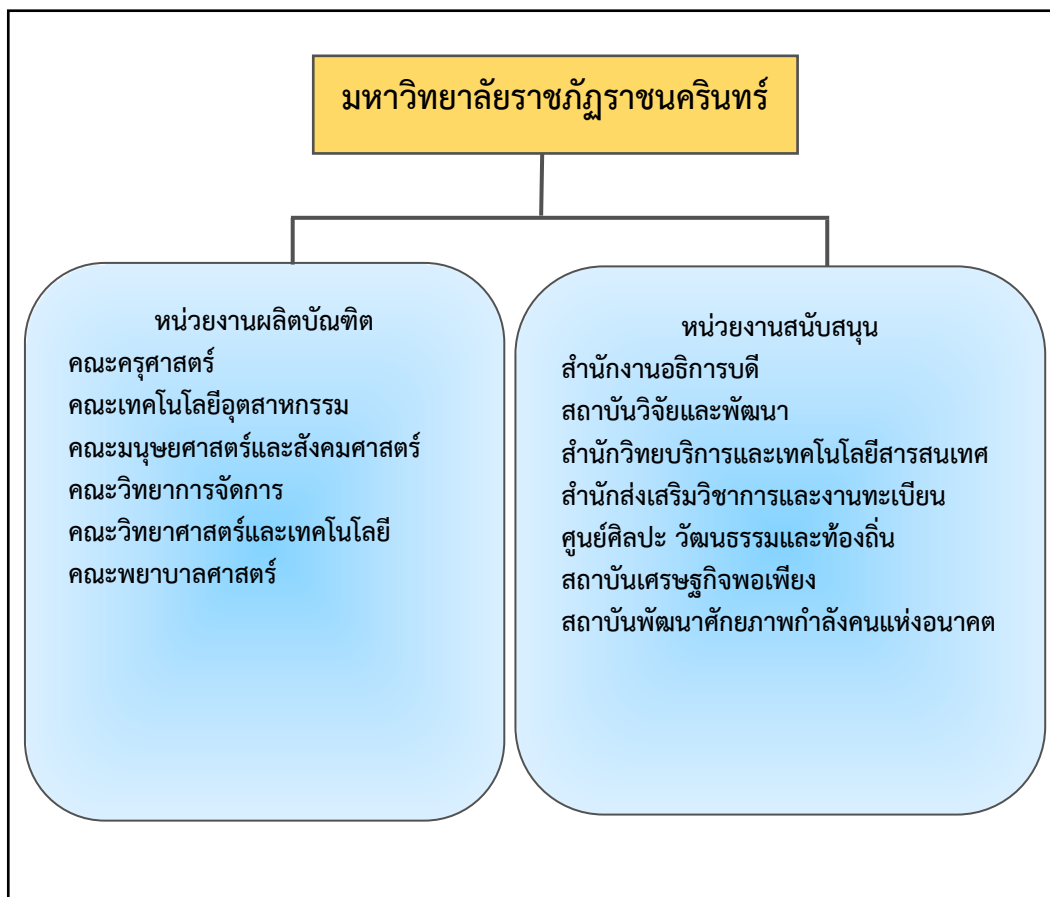 มหาวิทยาลัยราชภัฏราชนครินทร์
หน่วยงานผลิตบัณฑิต
คณะครุศาสตร์
คณะเทคโนโลยีอุตสาหกรรม
คณะมนุษยศาสตร์และสังคมศาสตร์
คณะวิทยาการจัดการ
คณะวิทยาศาสตร์และเทคโนโลยี
คณะพยาบาลศาสตร์
หน่วยงานสนับสนุน
สำนักงานอธิการบดี
สถาบันวิจัยและพัฒนา
สำนักวิทยบริการและเทคโนโลยีสารสนเทศ
สำนักส่งเสริมวิชาการและงานทะเบียน
ศูนย์ศิลปะ วัฒนธรรมและท้องถิ่น
สถาบันเศรษฐกิจพอเพียง
สถาบันพัฒนาศักยภาพกำลังคนแห่งอนาคต